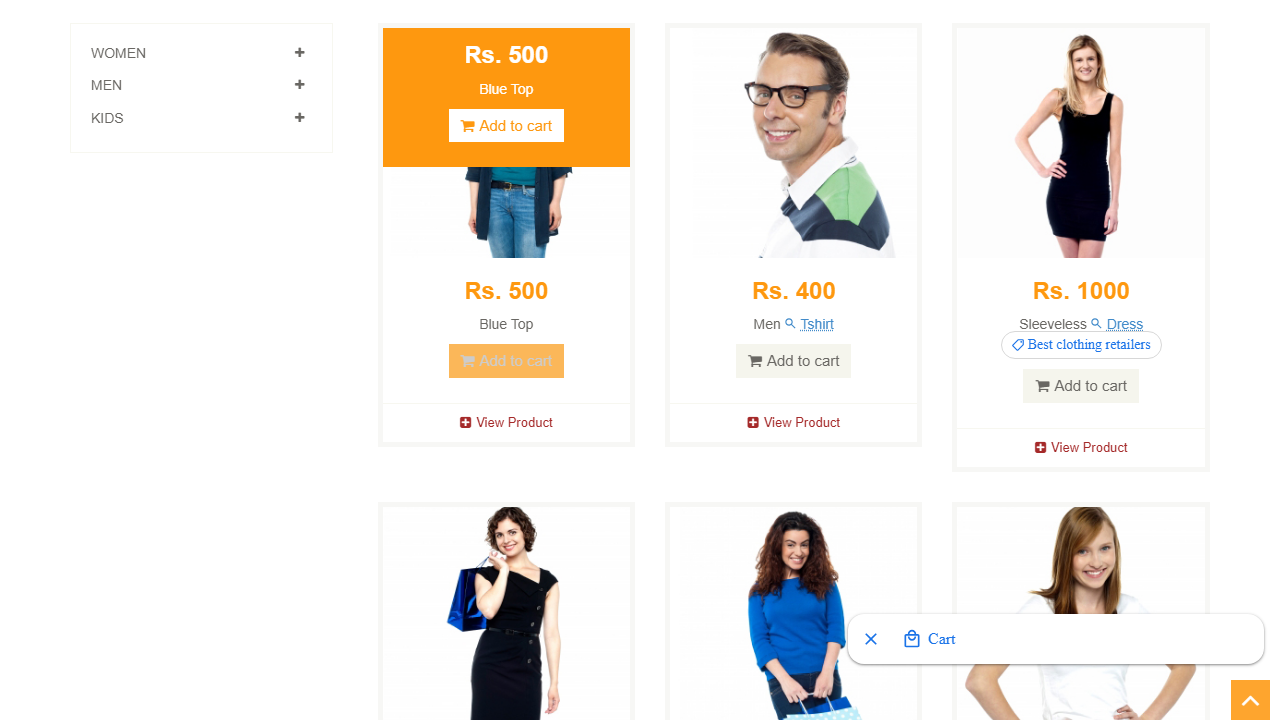 WOMEN
MEN
KIDS
Rs. 500
Blue Top
Add to cart
Rs. 500
Blue Top
Add to cart
View Product
Rs. 400
Men Tshirt
Add to cart
View Product
Rs. 1000
Sleeveless Dress
Best clothing retailers
Add to cart
View Product
Cart